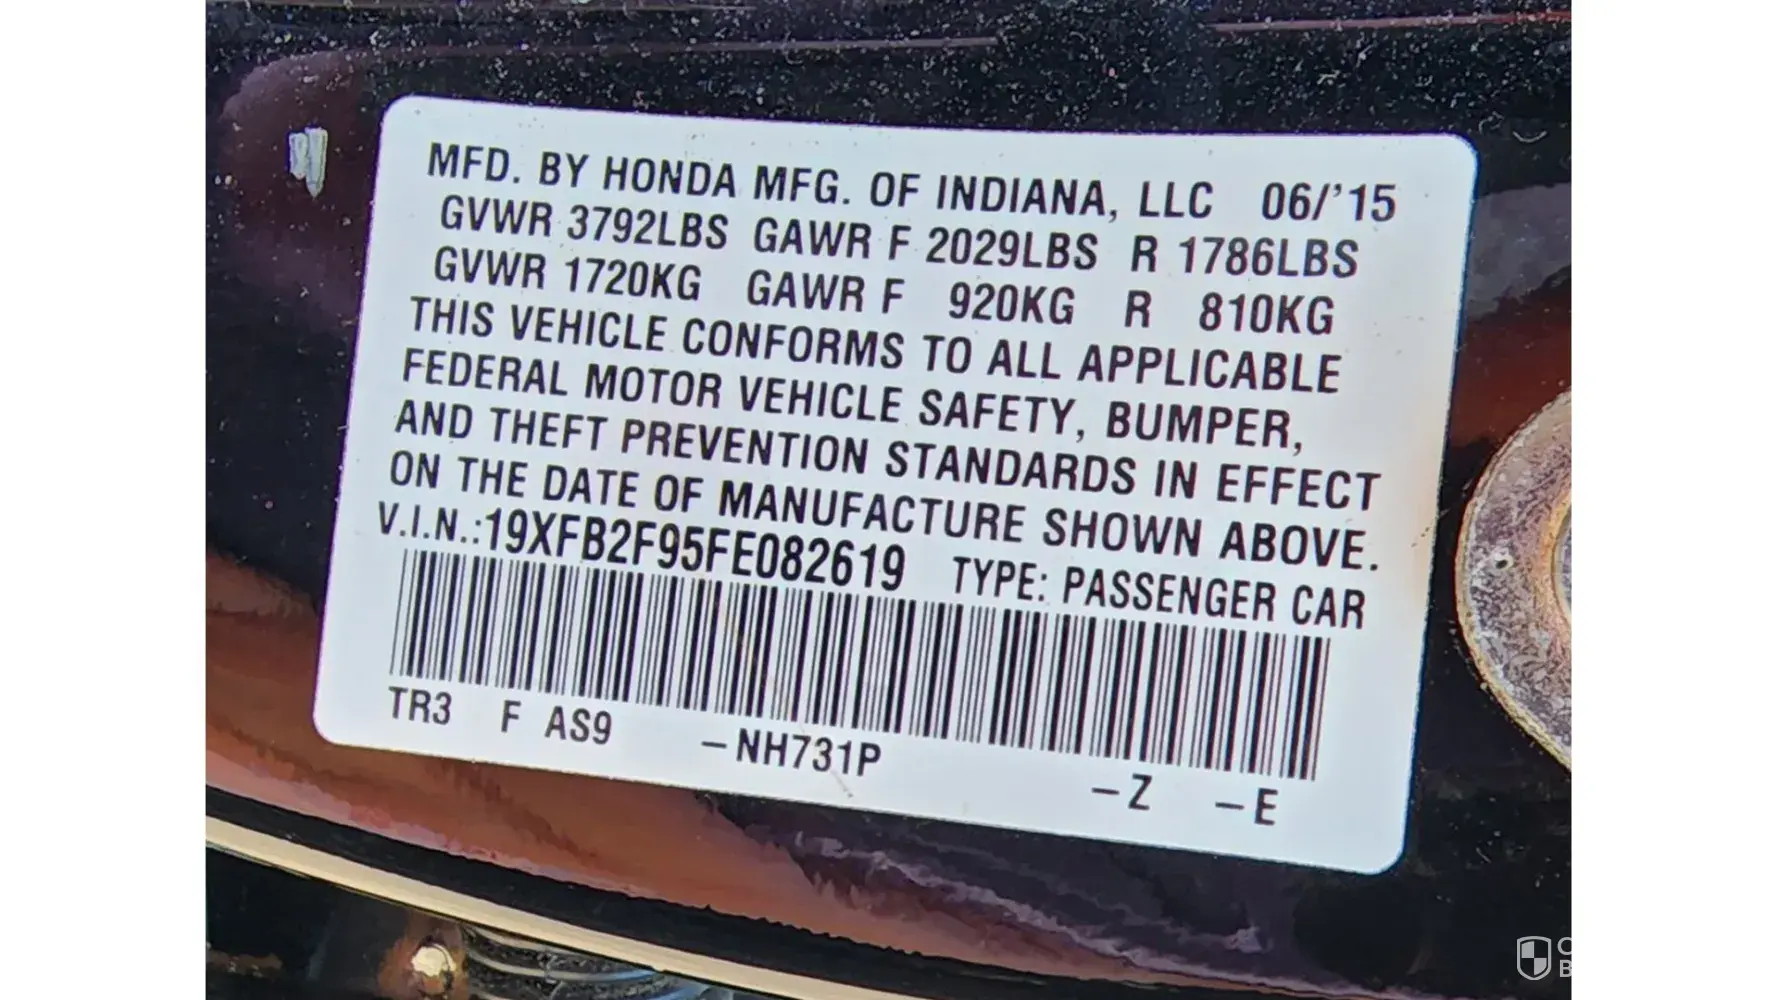 MFD. BY HONDA MFG. OF INDIANA, LLC 06/'15
GVWR 3792LBS GAWR F 2029LBS R 1786LBS
GVWR 1720KG GAWR F 920KG R 810KG
THIS VEHICLE CONFORMS TO ALL APPLICABLE
FEDERAL MOTOR VEHICLE SAFETY, BUMPER,
AND THEFT PREVENTION STANDARDS IN EFFECT
ON THE DATE OF MANUFACTURE SHOWN ABOVE.
V.I.N.:19XFB2F95FE082619 TYPE: PASSENGER CAR
TR3 F AS9 –NH731P –Z –E